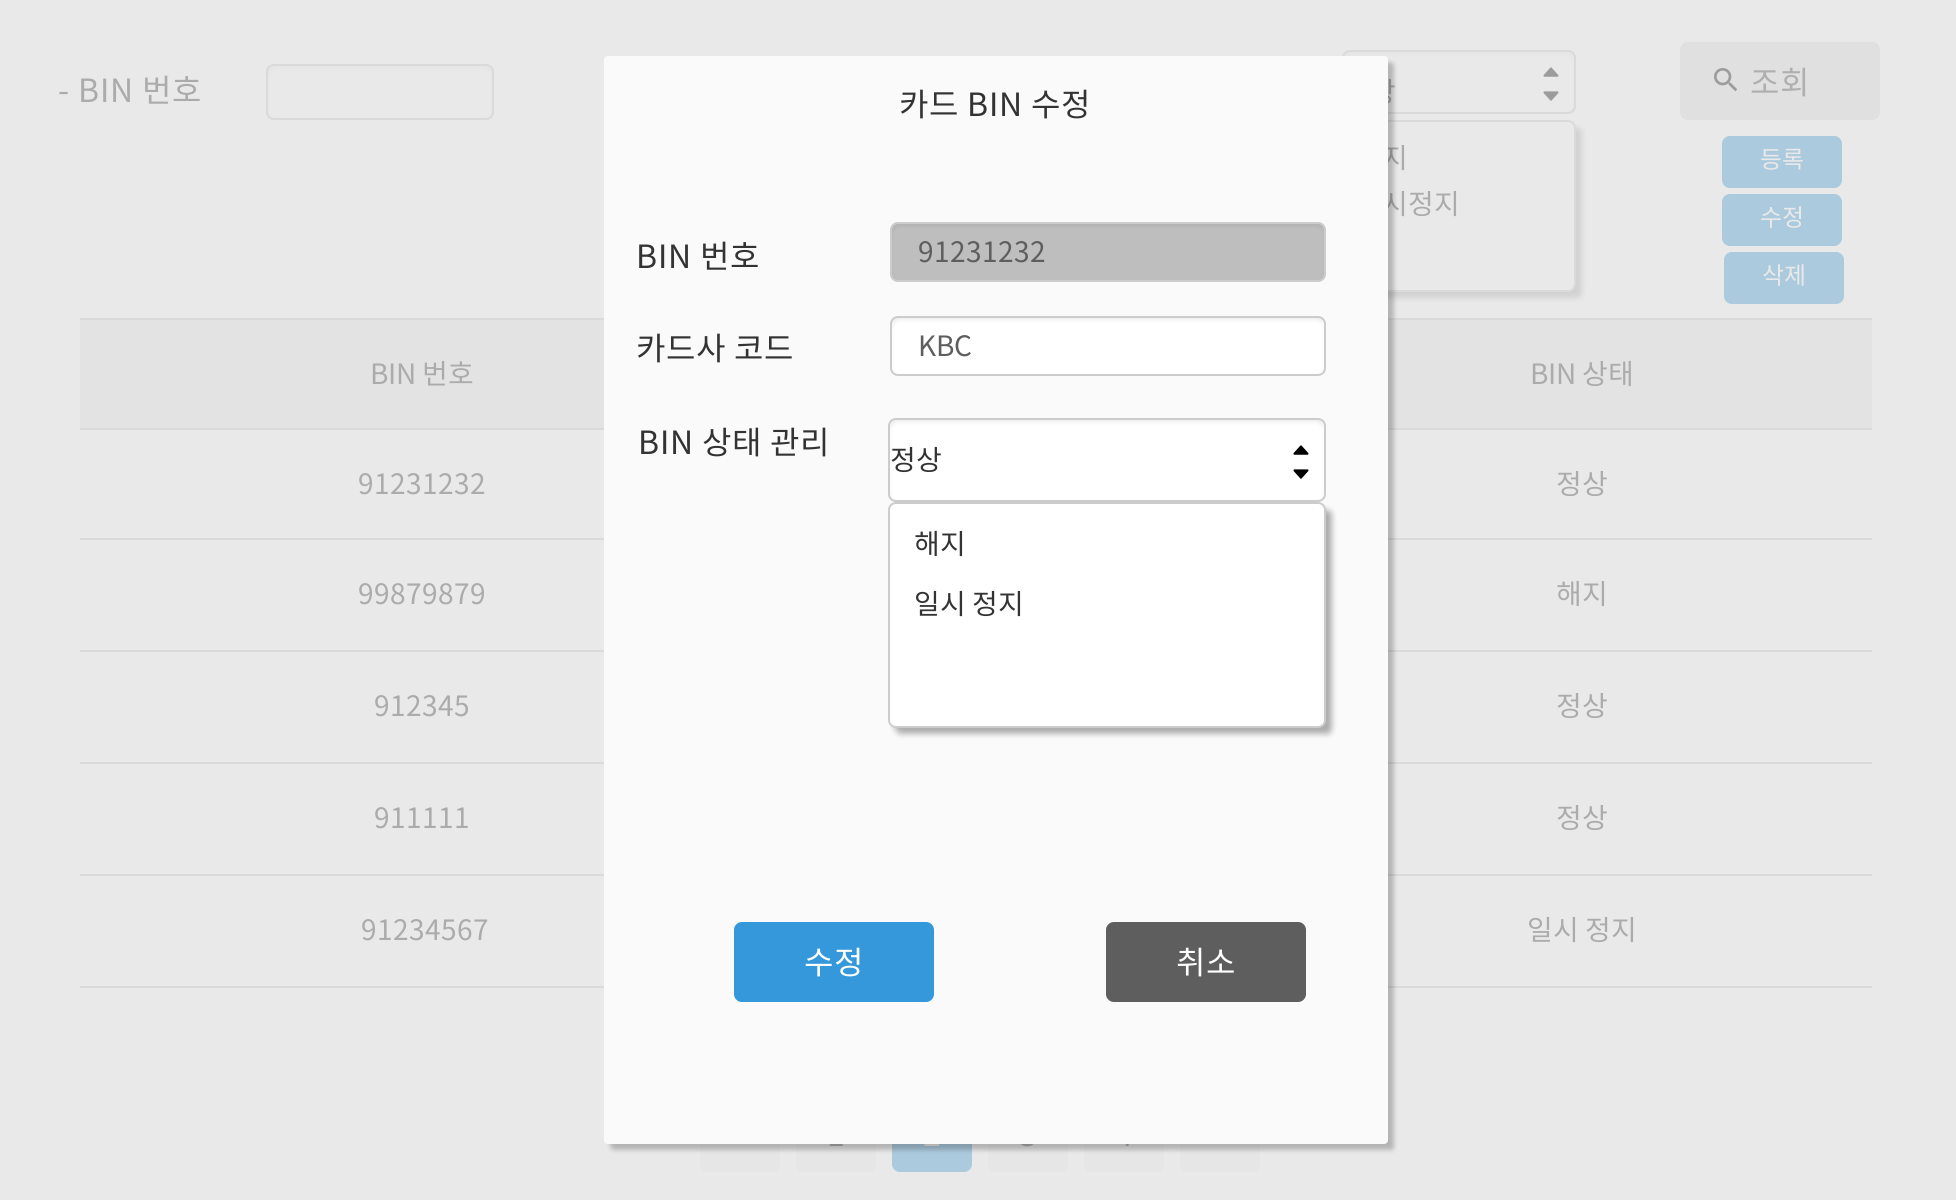 - BIN 번호
조회
지
시정지
등록
수정
삭제
카드 BIN 수정
BIN 번호
91231232
카드사 코드
KBC
BIN 상태 관리
정상
해지
일시 정지
수정
취소
BIN 번호
BIN 상태
91231232
정상
99879879
해지
912345
정상
911111
정상
91234567
일시 정지